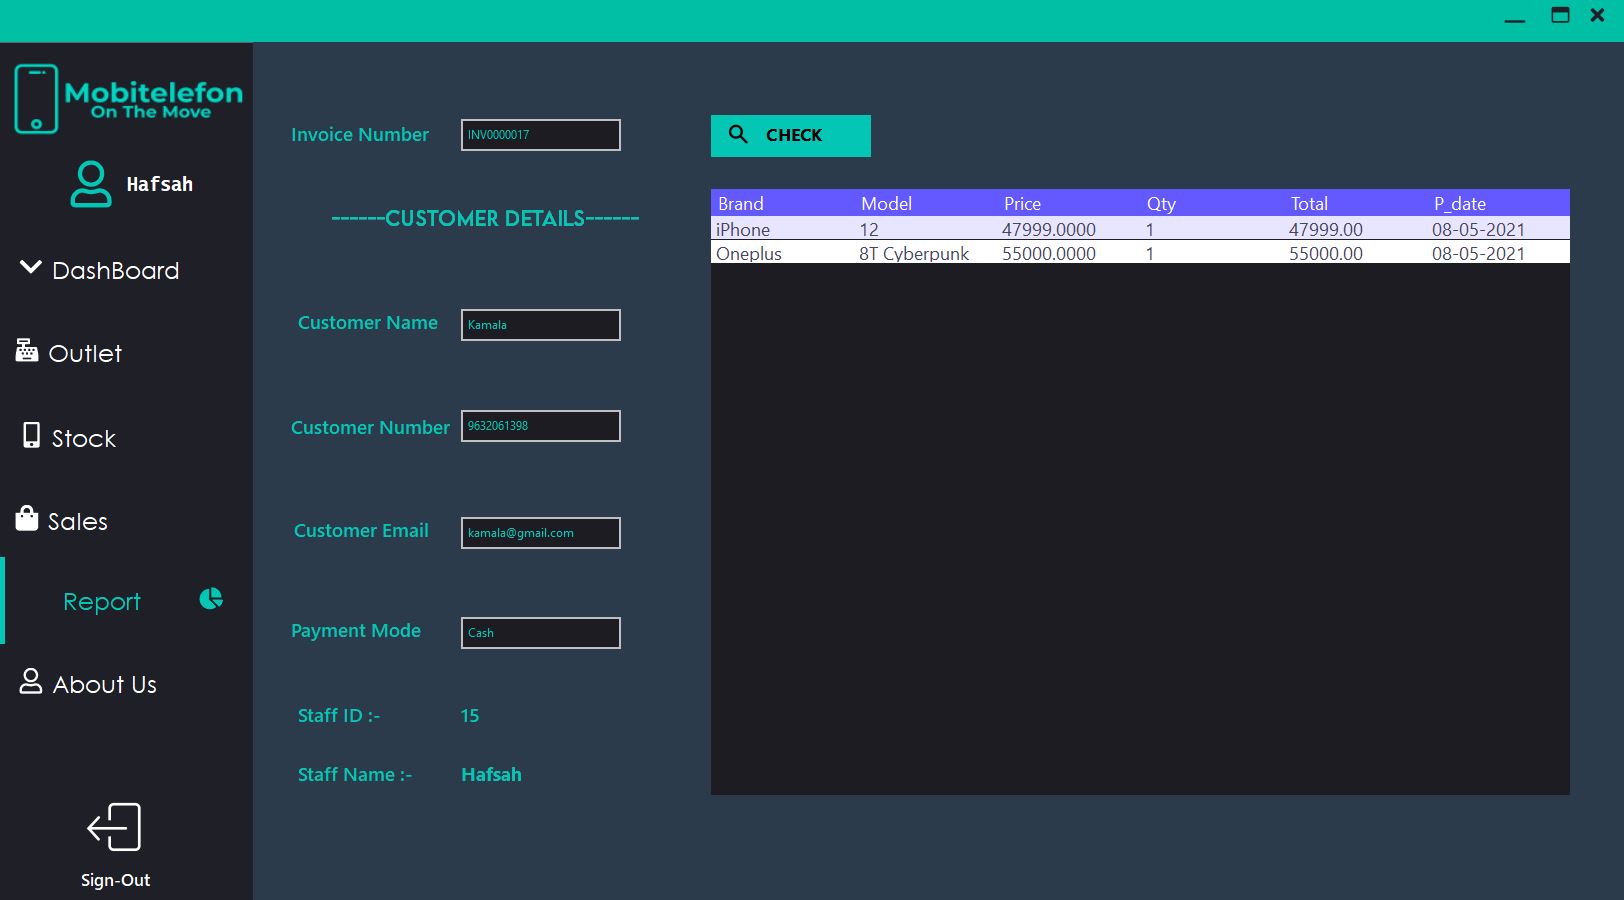 Mobitelefon
On The Move
Hafsah
DashBoard
Outlet
Stock
Sales
Report
About Us
Sign-Out
Invoice Number INV0000017
CHECK
------CUSTOMER DETAILS------
Customer Name Kamala
Customer Number 9632061398
Customer Email kamala@gmail.com
Payment Mode Cash
Staff ID :- 15
Staff Name :- Hafsah
Brand Model Price Qty Total P_date
iPhone 12 47999.0000 1 47999.00 08-05-2021
Oneplus 8T Cyberpunk 55000.0000 1 55000.00 08-05-2021